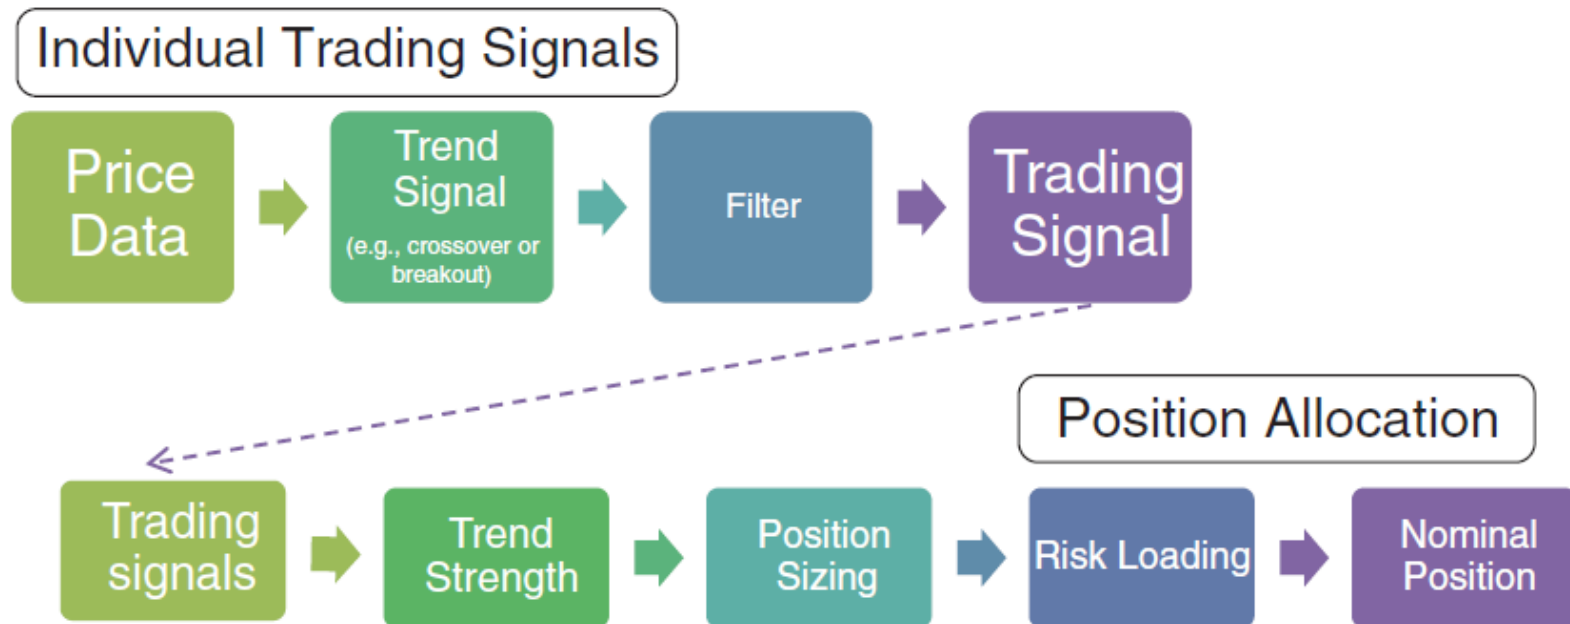 Individual Trading Signals
Price
Data
Trend
Signal
(e.g., crossover or
breakout)
Filter
Trading
Signal
Position Allocation
Trading
signals
Trend
Strength
Position
Sizing
Risk Loading
Nominal
Position